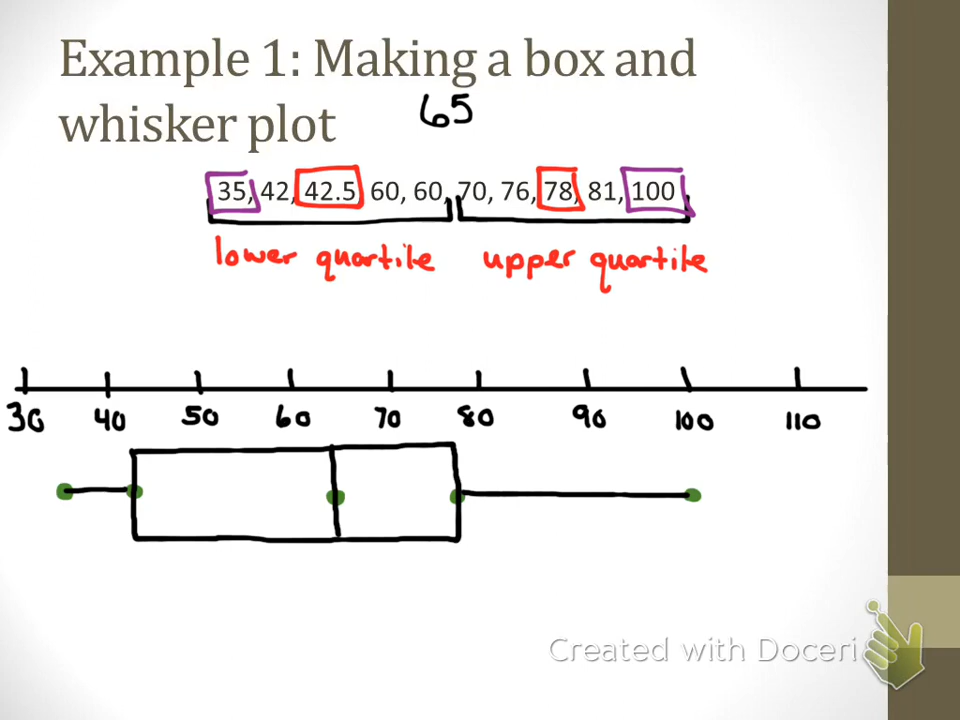 Example 1: Making a box and
whisker plot
65
35, 42, 42.5, 60, 60, 70, 76, 78, 81, 100
lower quartile upper quartile
30 40 50 60 70 80 90 100 110
Created with Doceri